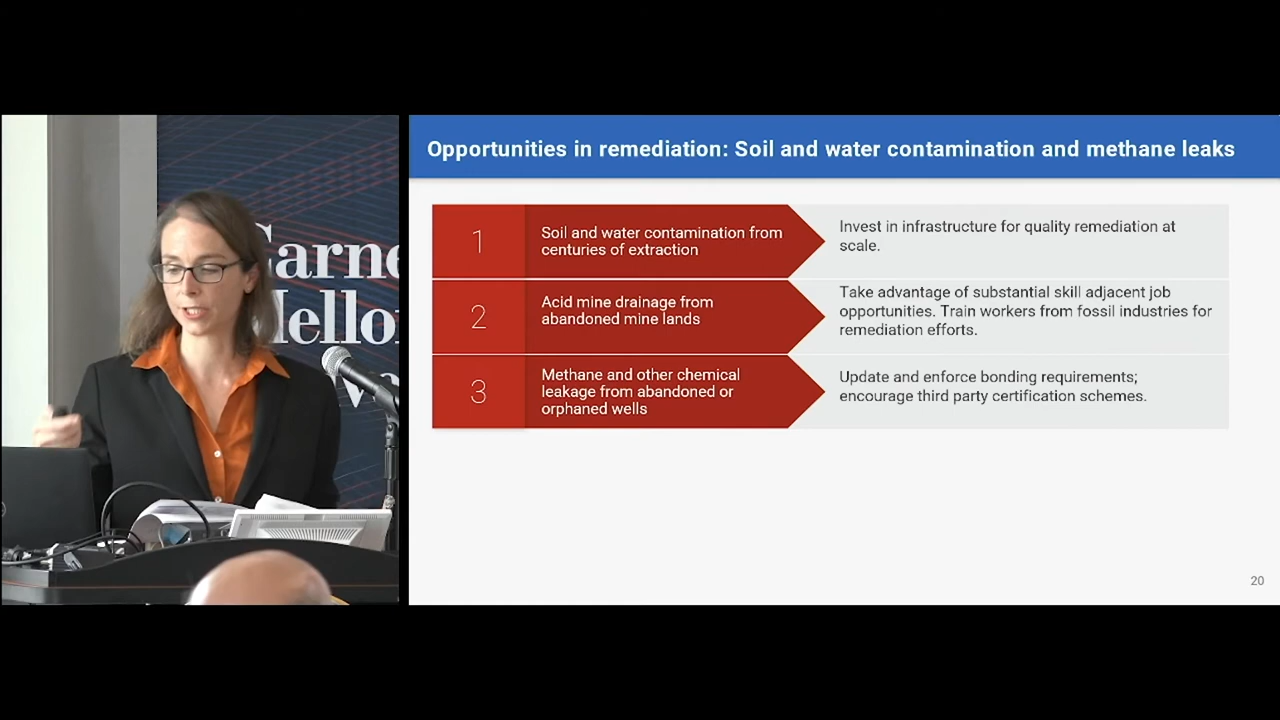 Opportunities in remediation: Soil and water contamination and methane leaks
1
Soil and water contamination from
centuries of extraction
Invest in infrastructure for quality remediation at
scale.
2
Acid mine drainage from
abandoned mine lands
Take advantage of substantial skill adjacent job
opportunities. Train workers from fossil industries for
remediation efforts.
3
Methane and other chemical
leakage from abandoned or
orphaned wells
Update and enforce bonding requirements;
encourage third party certification schemes.
20